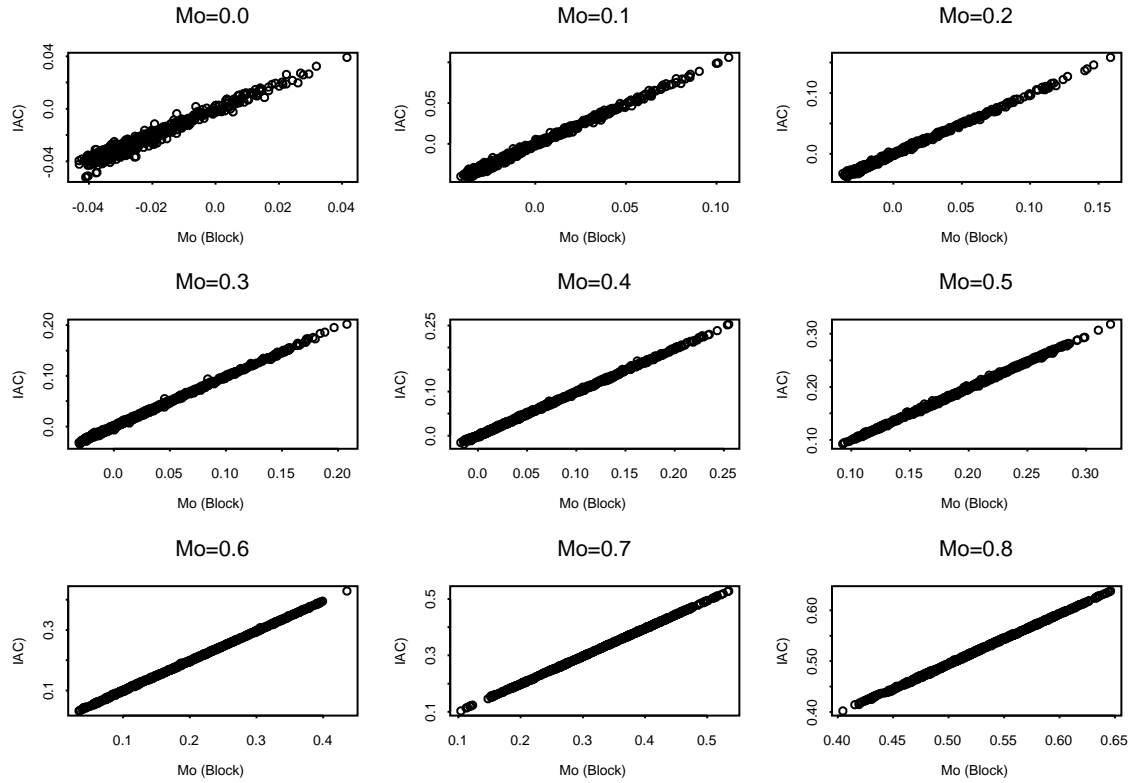 Mo=0.0 Mo=0.1 Mo=0.2
IAC)
-0.04 0.0 0.04
-0.04 -0.02 0.0 0.02 0.04
Mo (Block)
IAC)
0.0 0.05
0.0 0.05 0.10
Mo (Block)
IAC)
0.0 0.10
0.0 0.05 0.10 0.15
Mo (Block)
Mo=0.3 Mo=0.4 Mo=0.5
IAC)
0.0 0.10 0.20
0.0 0.05 0.10 0.15 0.20
Mo (Block)
IAC)
0.0 0.10 0.25
0.0 0.05 0.10 0.15 0.20 0.25
Mo (Block)
IAC)
0.10 0.20 0.30
0.10 0.15 0.20 0.25 0.30
Mo (Block)
Mo=0.6 Mo=0.7 Mo=0.8
IAC)
0.1 0.3
0.1 0.2 0.3 0.4
Mo (Block)
IAC)
0.1 0.3 0.5
0.1 0.2 0.3 0.4 0.5
Mo (Block)
IAC)
0.40 0.50 0.60
0.40 0.45 0.50 0.55 0.60 0.65
Mo (Block)